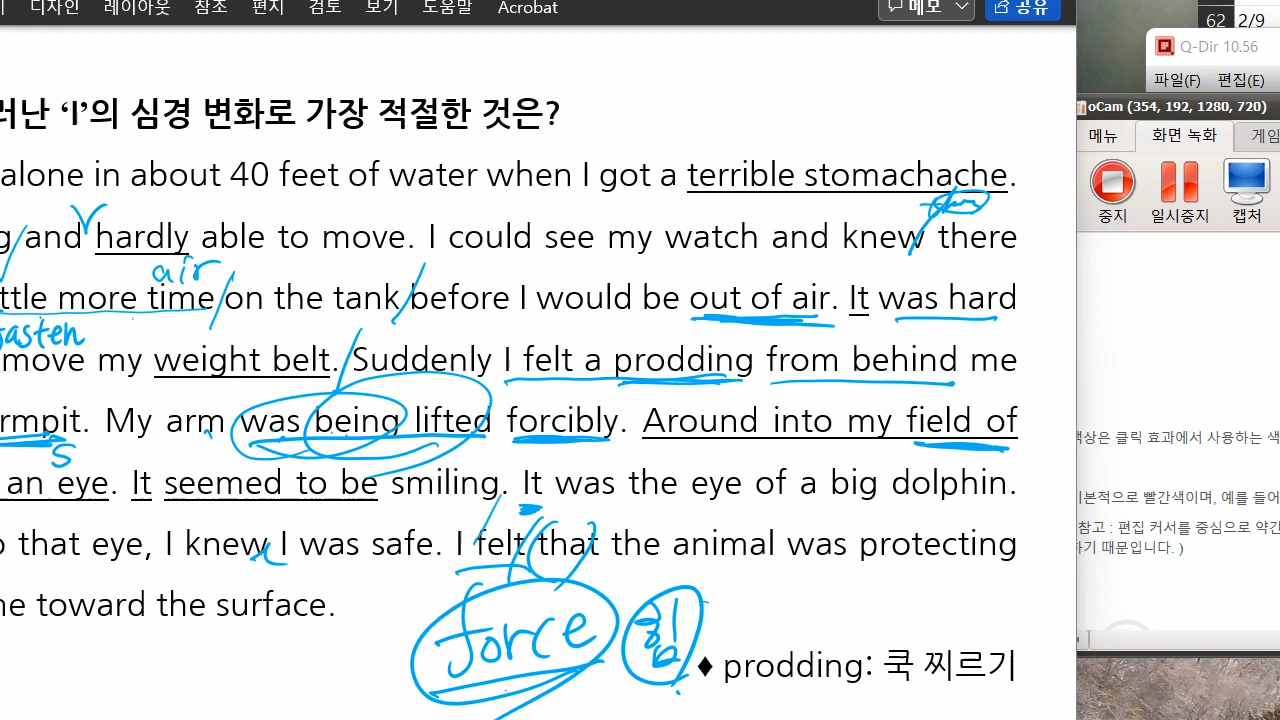 디자인 레이아웃 참조 편지 검토 보기 도움말 Acrobat
메모
공유
62 2/9
Q-Dir 10.56
파일(F) 편집(E)
oCam (354, 192, 1280, 720)
메뉴 화면 녹화 게임
중지 일시중지 캡처
러난 ‘I’의 심경 변화로 가장 적절한 것은?
alone in about 40 feet of water when I got a terrible stomachache.
g and hardly able to move. I could see my watch and knew there
air
ttle more time on the tank before I would be out of air. It was hard
fasten
move my weight belt. Suddenly I felt a prodding from behind me
rmpit. My arm was being lifted forcibly. Around into my field of
s
an eye. It seemed to be smiling. It was the eye of a big dolphin.
o that eye, I knew I was safe. I felt that the animal was protecting
ne toward the surface.
force 힘
♦ prodding: 쿡 찌르기
색상은 클릭 효과에서 사용하는 색
기본적으로 빨간색이며, 예를 들어
참고 : 편집 커서를 중심으로 약간
하기 때문입니다. )